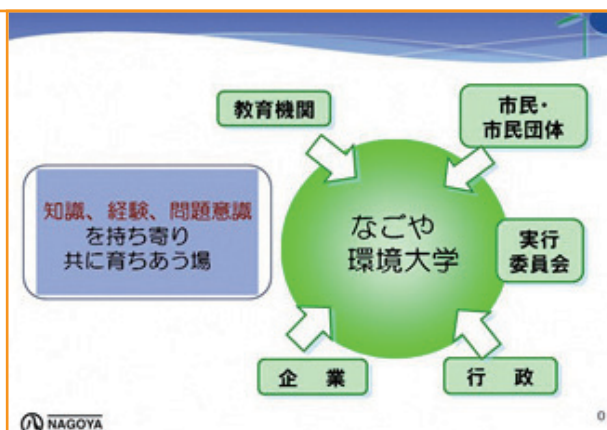 教育機関
市民・
市民団体
知識、経験、問題意識
を持ち寄り
共に育ちあう場
なごや
環境大学
実行
委員会
企 業
行 政
NAGOYA
0